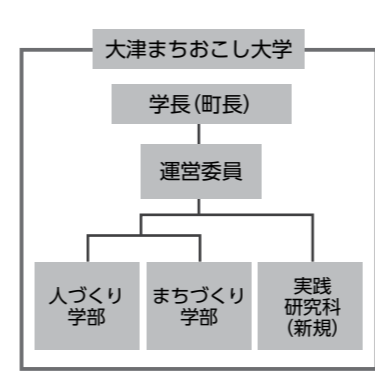 大津まちおこし大学
学長(町長)
運営委員
人づくり
学部
まちづくり
学部
実践
研究科
(新規)